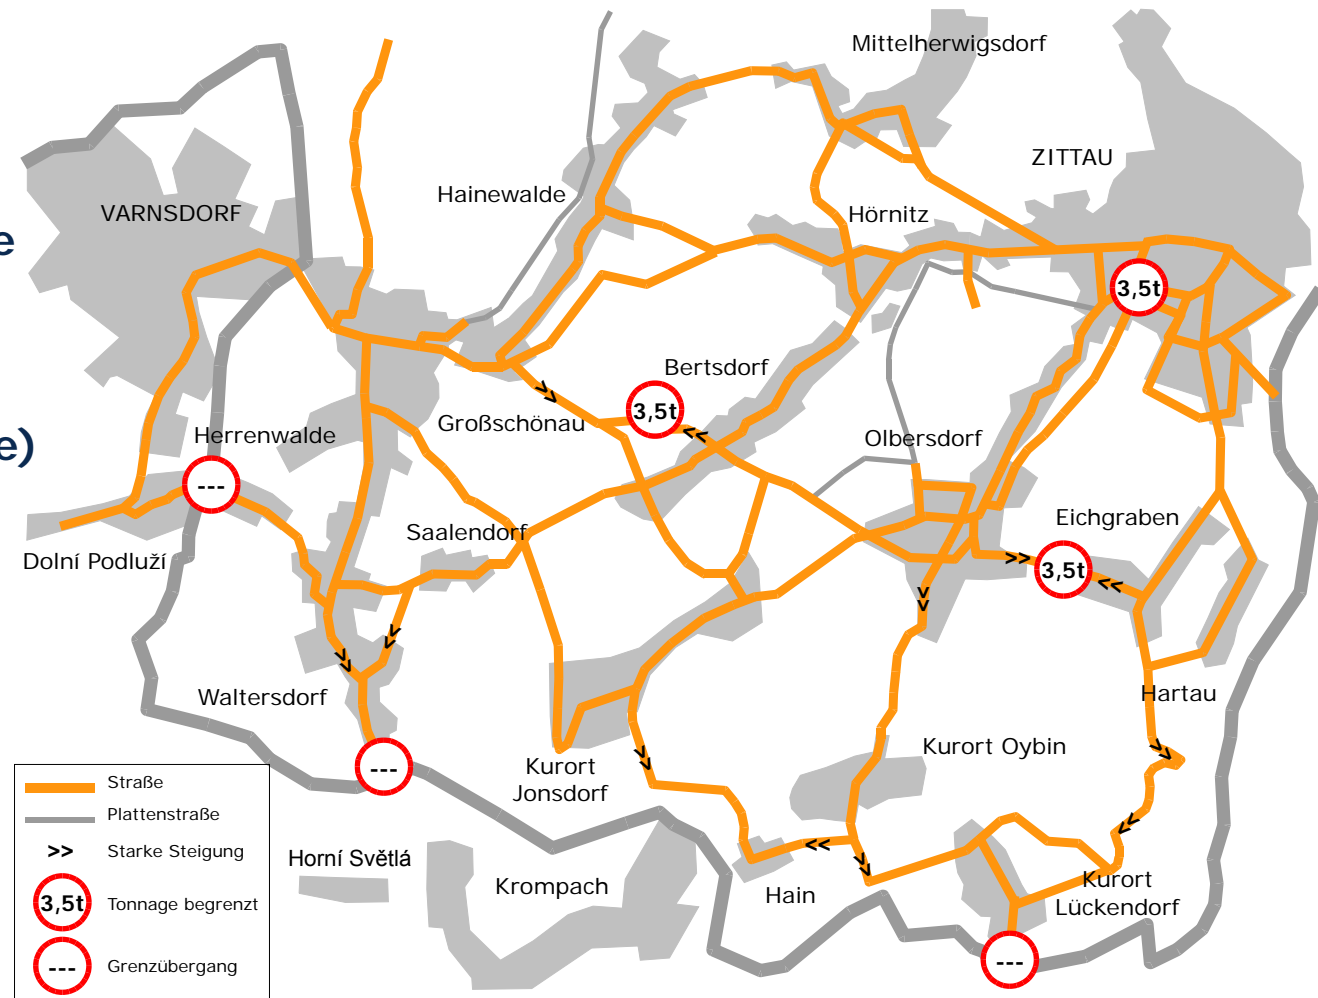 Mittelherwigsdorf
ZITTAU
Hainewalde
VARNSDORF
Hörnitz
e
3,5t
Bertsdorf
3,5t
Großschönau
Herrenwalde
Olbersdorf
e)
---
Eichgraben
Saalendorf
Dolní Podluží
>>
3,5t
Waltersdorf
Hartau
Kurort Oybin
---
Kurort
Jonsdorf
Straße
Plattenstraße
>> Starke Steigung
3,5t Tonnage begrenzt
--- Grenzübergang
Horní Světlá
Krompach
Hain
Kurort
Lückendorf
---